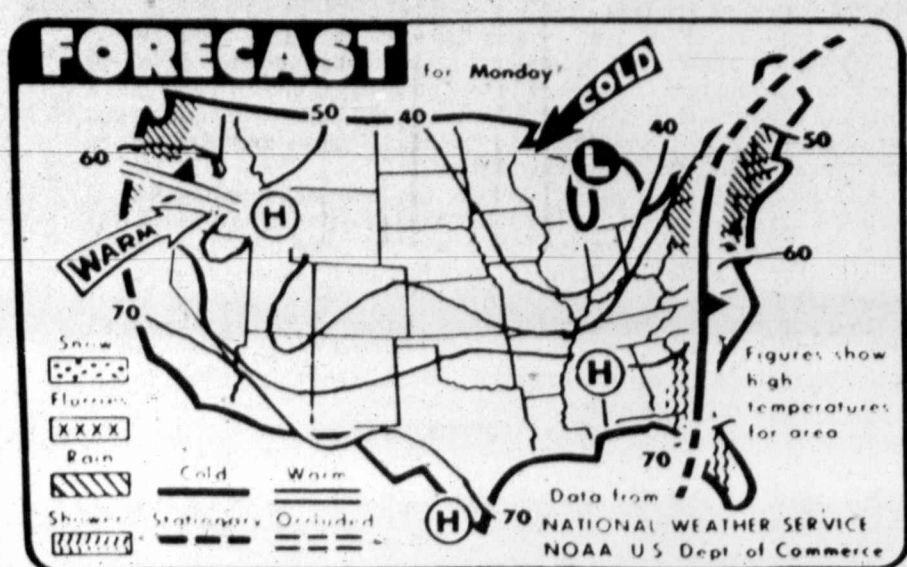 FORECAST
for Monday
COLD
50
40
40
50
60
L
H
WARM
60
70
H
70
H
70
Snow
Flurries
Rain
Showers
Cold
Warm
Stationary
Occluded
Figures show
high
temperatures
for area
Data from
NATIONAL WEATHER SERVICE
NOAA US Dept of Commerce